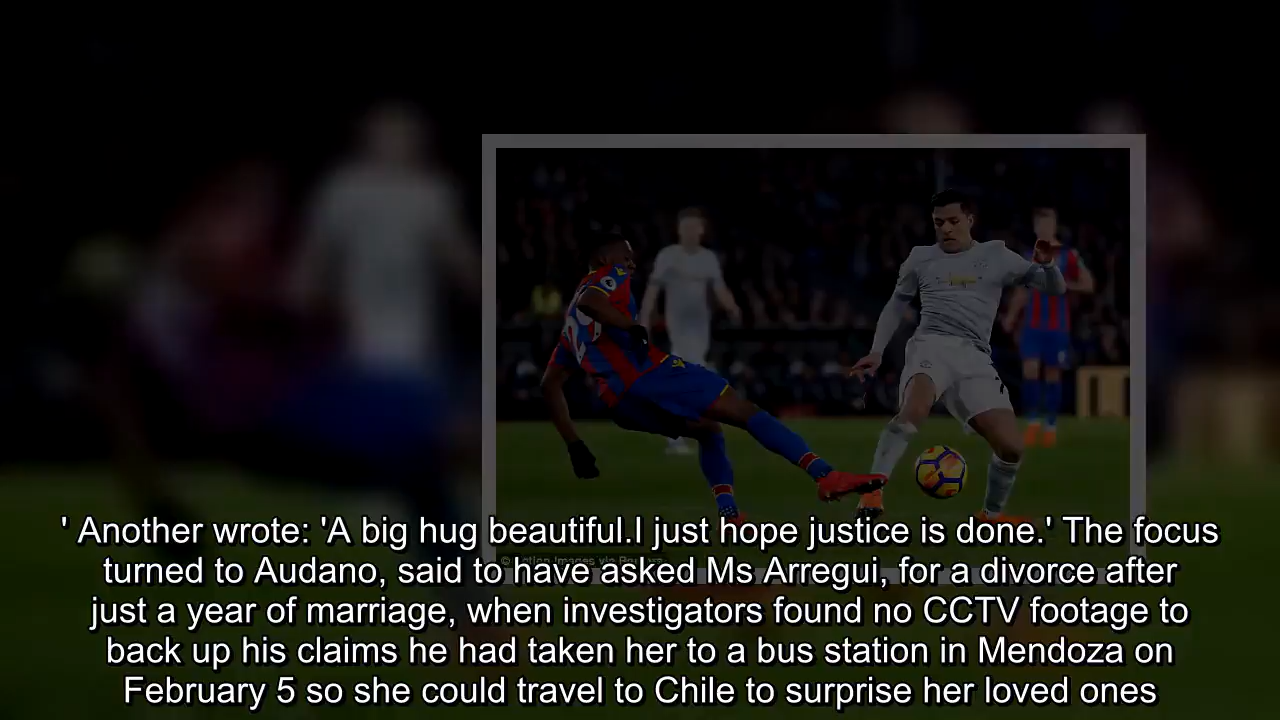 ' Another wrote: 'A big hug beautiful.I just hope justice is done.' The focus
turned to Audano, said to have asked Ms Arregui, for a divorce after
just a year of marriage, when investigators found no CCTV footage to
back up his claims he had taken her to a bus station in Mendoza on
February 5 so she could travel to Chile to surprise her loved ones